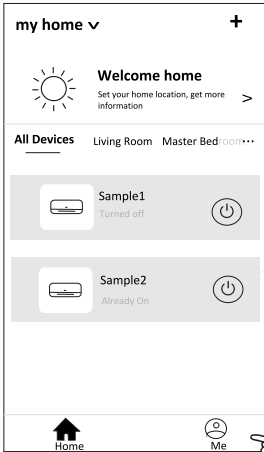 my home
Welcome home
Set your home location, get more
information
All Devices Living Room Master Bedroom
Sample1
Turned off
Sample2
Already On
Home Me